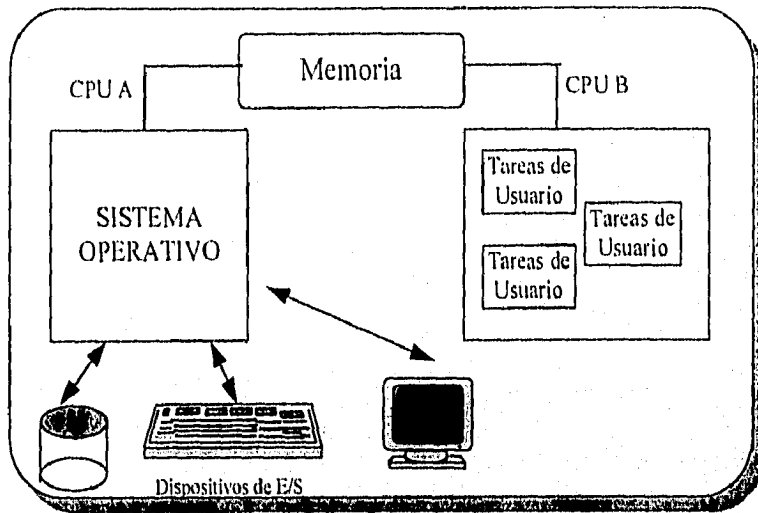 Memoria
CPU A
CPU B
SISTEMA
OPERATIVO
Tareas de
Usuario
Tareas de
Usuario
Tareas de
Usuario
Dispositivos de E/S